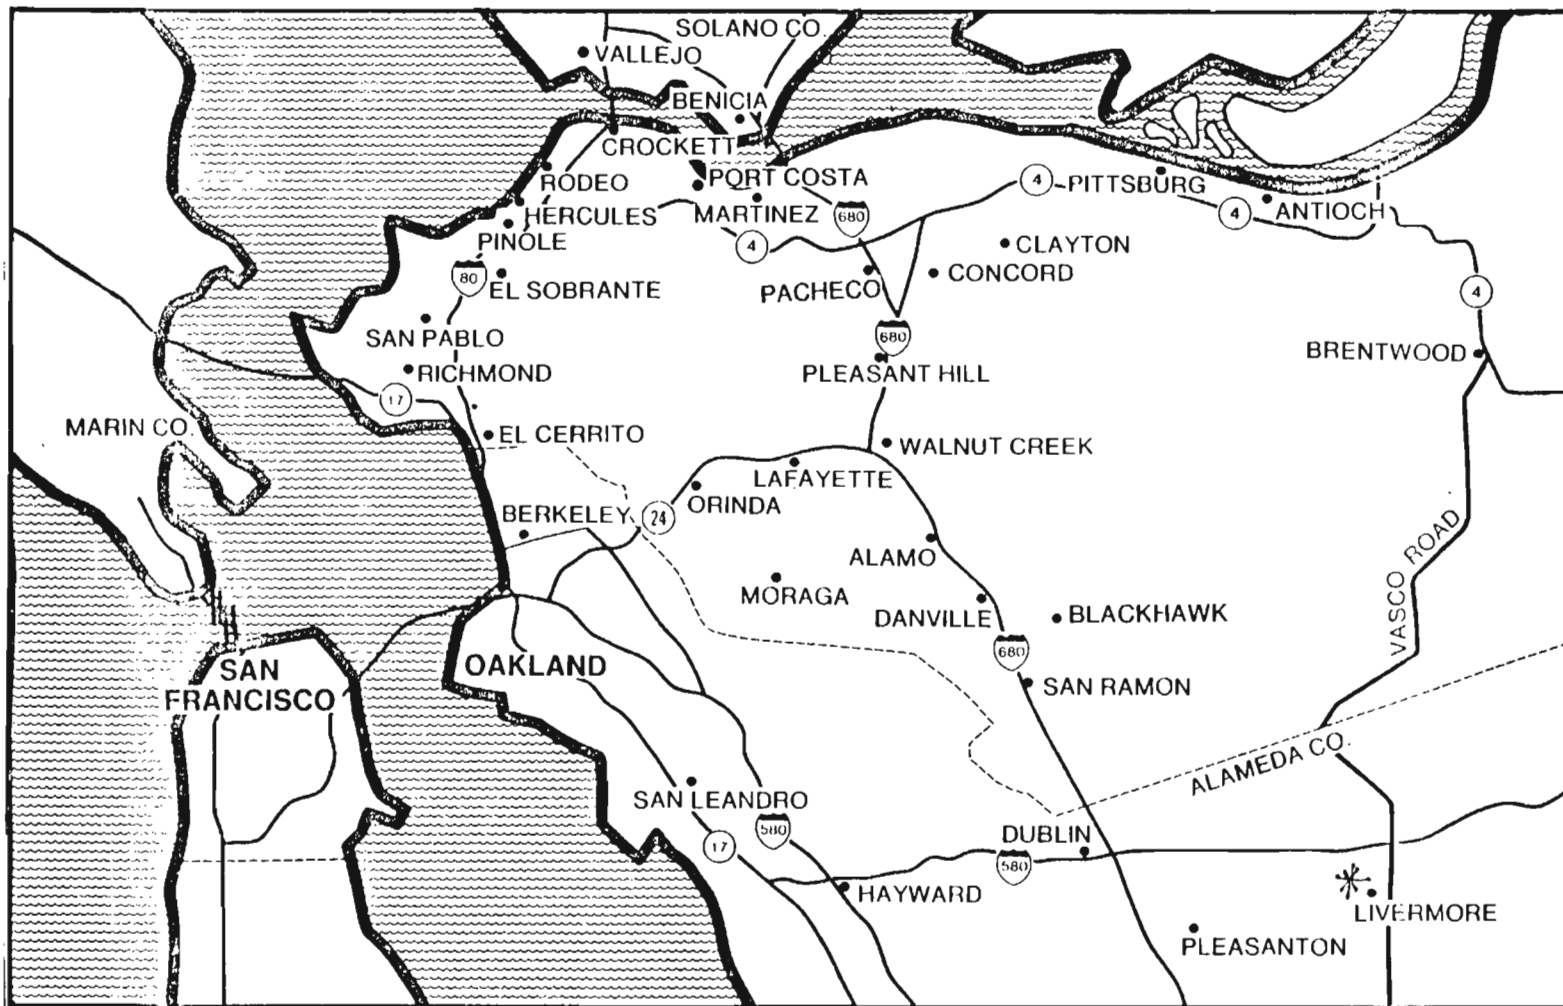 SOLANO CO.
VALLEJO
BENICIA
CROCKETT
RODEO
PORT COSTA
HERCULES
MARTINEZ
PINOLE
680
4
4
PITTSBURG
4
ANTIOCH
CLAYTON
CONCORD
80
EL SOBRANTE
PACHECO
4
SAN PABLO
680
BRENTWOOD
RICHMOND
PLEASANT HILL
17
MARIN CO.
EL CERRITO
WALNUT CREEK
LAFAYETTE
ORINDA
BERKELEY
24
ALAMO
VASCO ROAD
MORAGA
DANVILLE
BLACKHAWK
680
SAN
FRANCISCO
OAKLAND
SAN RAMON
ALAMEDA CO.
SAN LEANDRO
580
17
DUBLIN
580
HAYWARD
LIVERMORE
PLEASANTON